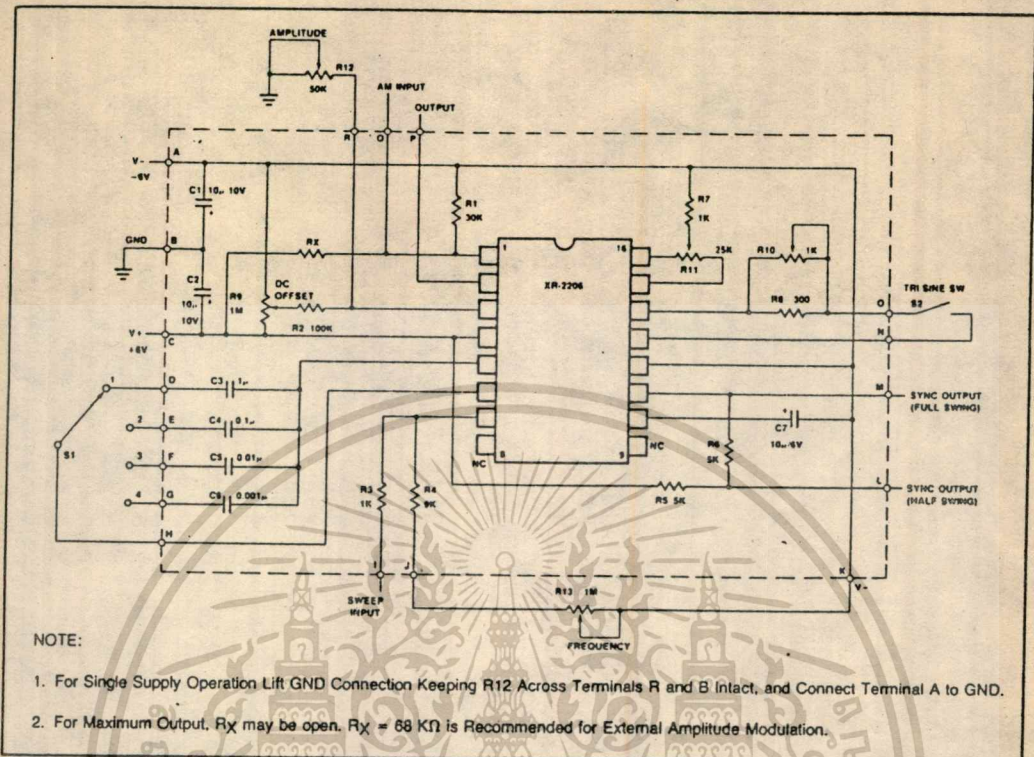 AMPLITUDE
R12
50K
AM INPUT
OUTPUT
R
Q
P
A
V-
-6V
C1 10μ 10V
R1
30K
R7
1K
GND
B
RX
1
16
25K
R11
R10
1K
XR-2206
C2
10μ
10V
R9
1M
DC
OFFSET
R2 100K
R8 300
TRI SINE SW
O
S2
N
V+
+6V
C
1
D
C3
1μ
M
SYNC OUTPUT
(FULL SWING)
2
E
C4
0.1μ
C7
10μ/6V
S1
3
F
C5
0.01μ
R6
5K
4
G
C6
0.001μ
NC
8
9
NC
R3
1K
R4
9K
R5 5K
L
SYNC OUTPUT
(HALF SWING)
H
I
J
K
V-
SWEEP
INPUT
R13
1M
FREQUENCY
NOTE:
1. For Single Supply Operation Lift GND Connection Keeping R12 Across Terminals R and B Intact, and Connect Terminal A to GND.
2. For Maximum Output, RX may be open. RX = 68 KΩ is Recommended for External Amplitude Modulation.